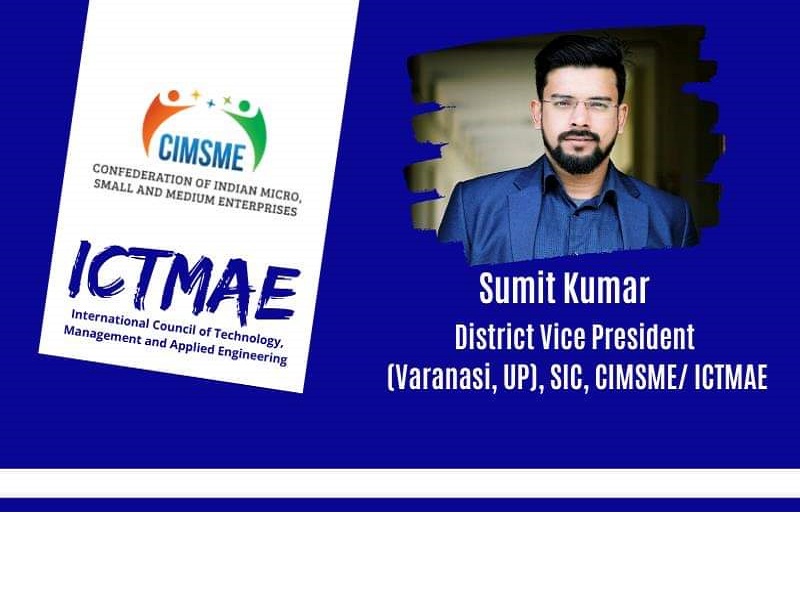 CIMSME
CONFEDERATION OF INDIAN MICRO,
SMALL AND MEDIUM ENTERPRISES
ICTMAE
International Council of Technology,
Management and Applied Engineering
Sumit Kumar
District Vice President
(Varanasi, UP), SIC, CIMSME/ ICTMAE